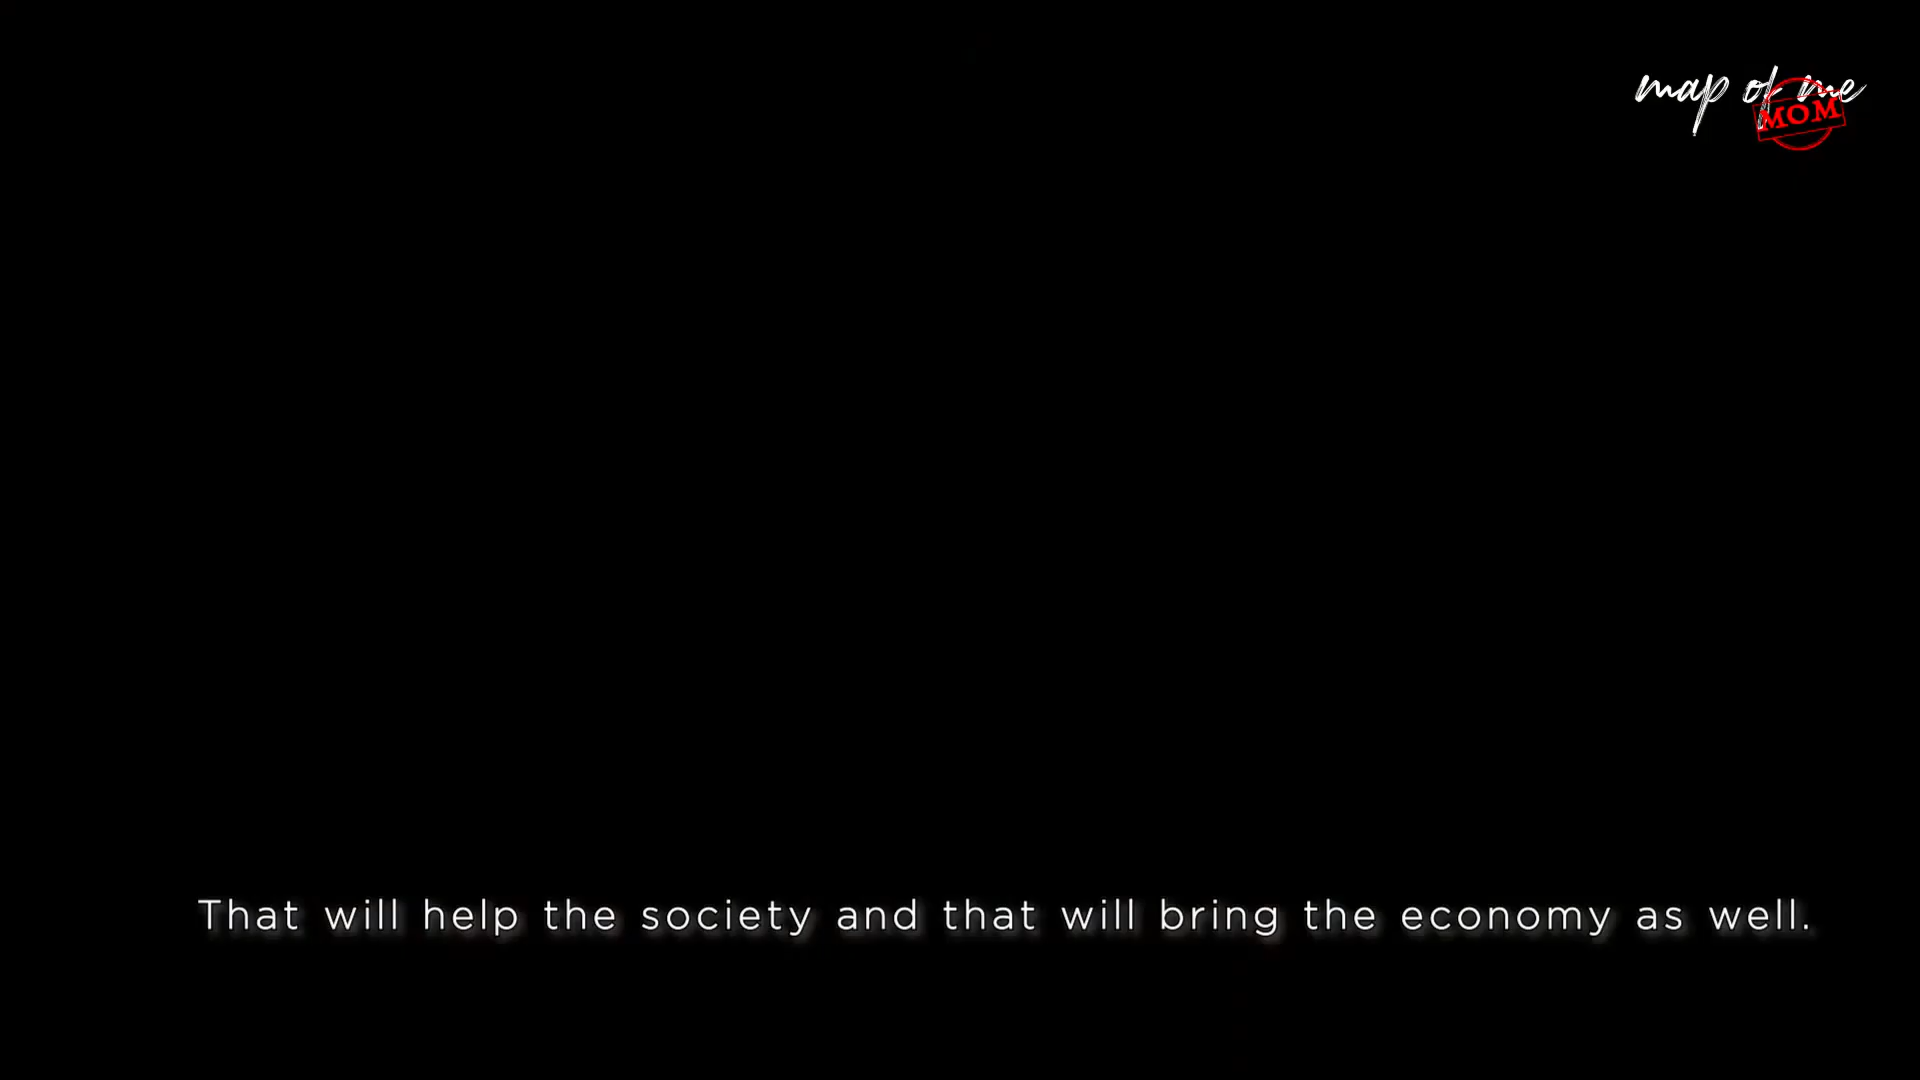 map of me
MOM
That will help the society and that will bring the economy as well.